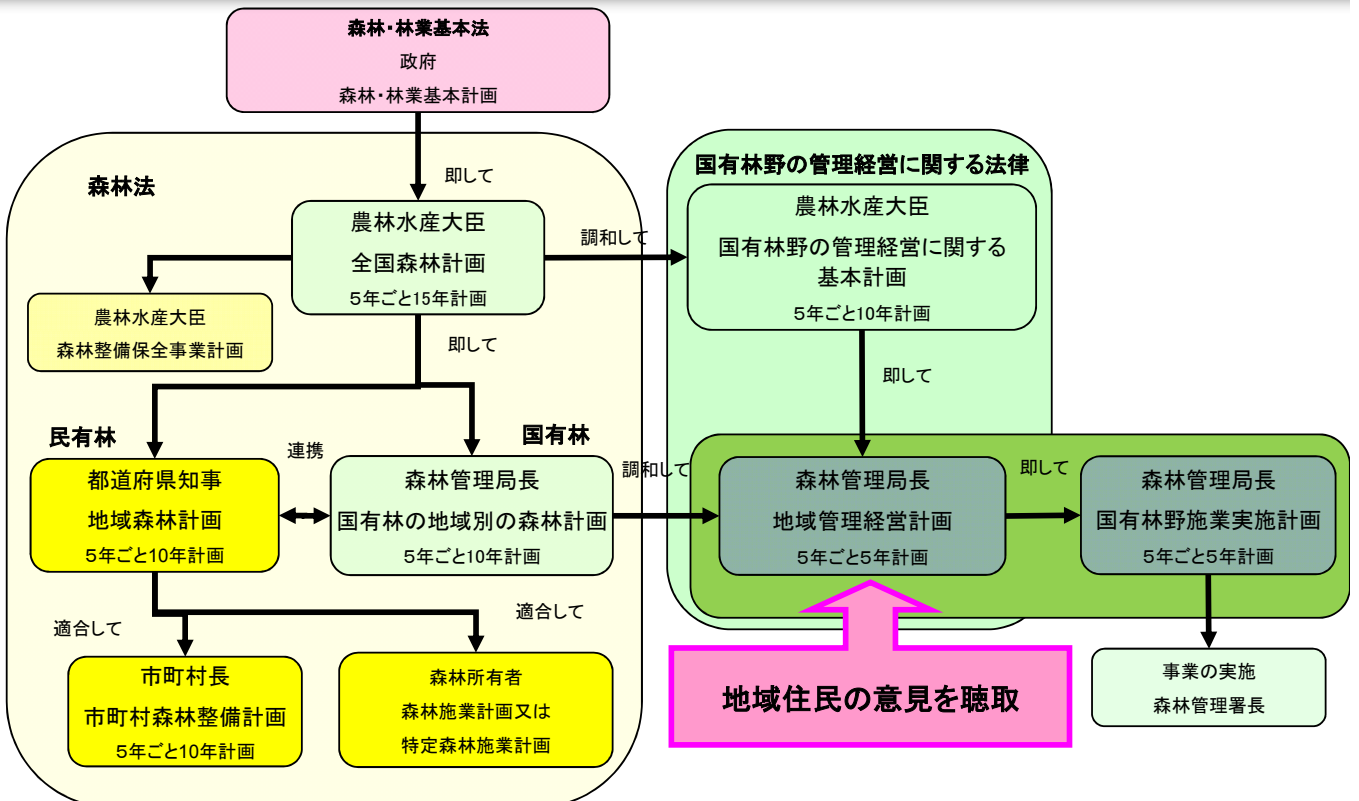 森林・林業基本法
政府
森林・林業基本計画
即して
森林法
農林水産大臣
全国森林計画
５年ごと15年計画
調和して
国有林野の管理経営に関する法律
農林水産大臣
国有林野の管理経営に関する
基本計画
５年ごと10年計画
農林水産大臣
森林整備保全事業計画
即して
即して
民有林
国有林
都道府県知事
地域森林計画
５年ごと10年計画
連携
森林管理局長
国有林の地域別の森林計画
５年ごと10年計画
調和して
森林管理局長
地域管理経営計画
５年ごと５年計画
即して
森林管理局長
国有林野施業実施計画
５年ごと５年計画
適合して
適合して
市町村長
市町村森林整備計画
５年ごと10年計画
森林所有者
森林施業計画又は
特定森林施業計画
地域住民の意見を聴取
事業の実施
森林管理署長